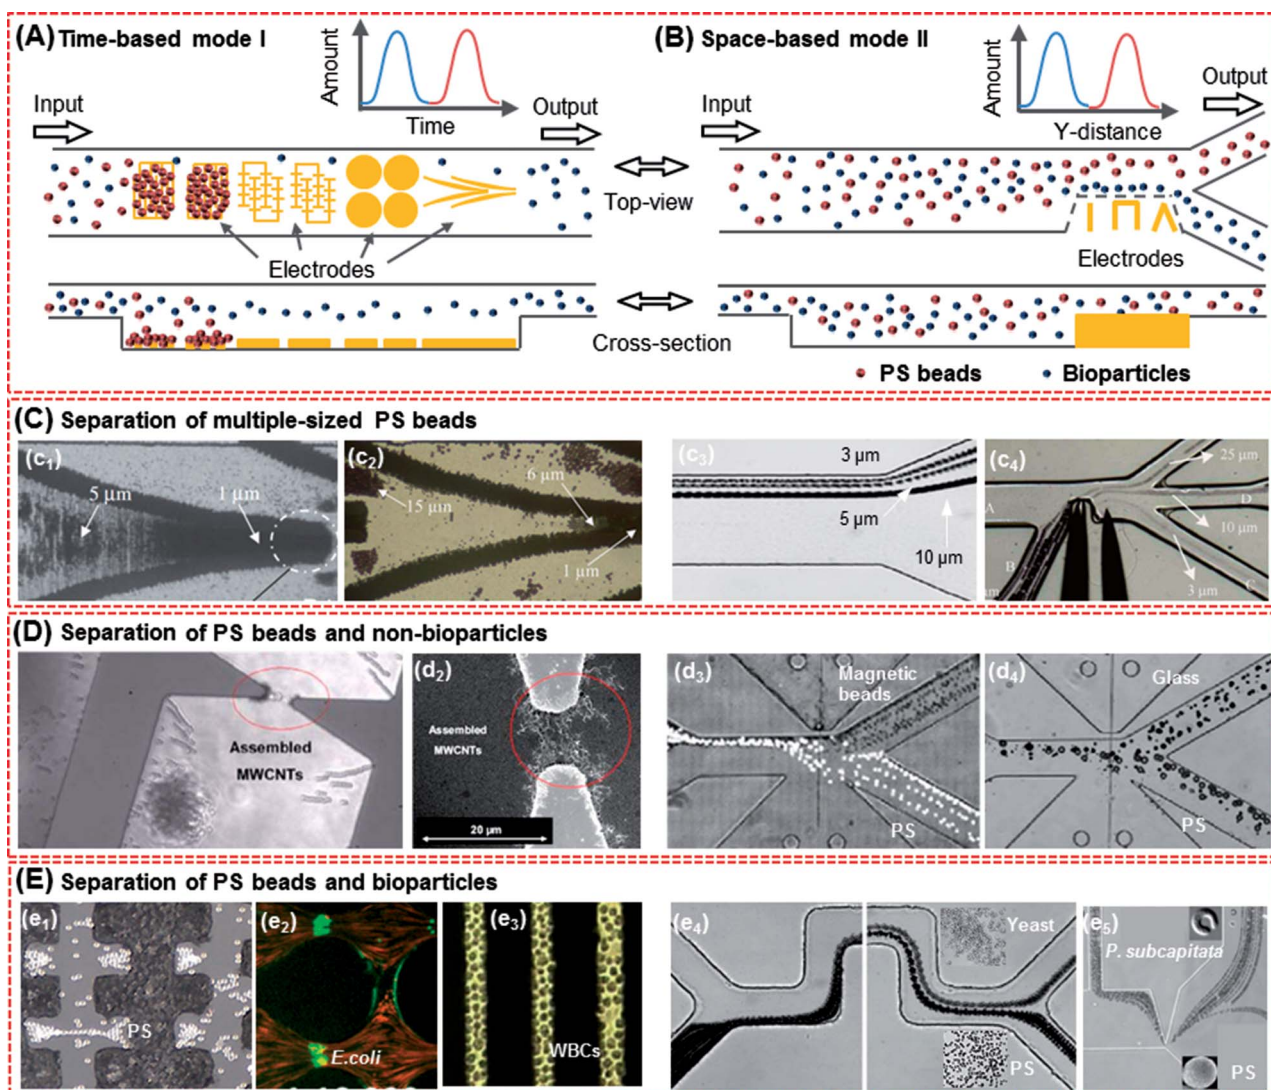 (A) Time-based mode I
Amount
Time
Input
Output
Electrodes
Top-view
Cross-section
(B) Space-based mode II
Amount
Y-distance
Input
Output
Electrodes
PS beads
Bioparticles
(C) Separation of multiple-sized PS beads
(c₁)
5 µm
1 µm
(c₂)
15 µm
6 µm
1 µm
(c₃)
3 µm
5 µm
10 µm
(c₄)
25 µm
A
D
10 µm
B
3 µm
C
µm
(D) Separation of PS beads and non-bioparticles
Assembled
MWCNTs
(d₂)
Assembled
MWCNTs
20 µm
(d₃)
Magnetic
beads
PS
(d₄)
Glass
PS
(E) Separation of PS beads and bioparticles
(e₁)
PS
(e₂)
E.coli
(e₃)
WBCs
(e₄)
Yeast
PS
(e₅)
P. subcapitata
PS